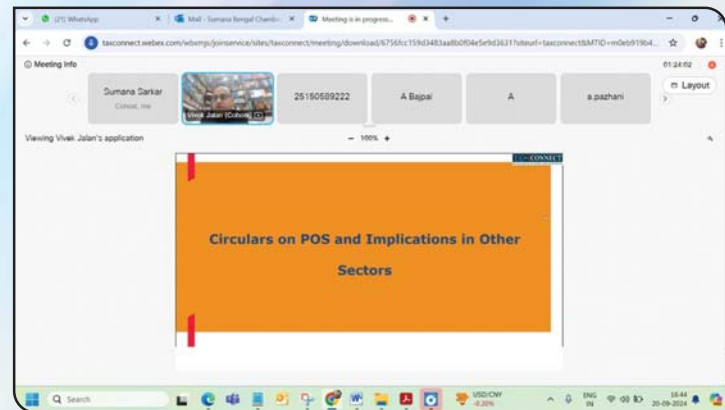 (21) WhatsApp
Mail - Sumana Bengal Chamb
Meeting is in progress...
taxconnect.webex.com/wbxmjs/joinservice/sites/taxconnect/meeting/download/6756fcc159d3483aa8b0f04e5e9d3631?siteurl=taxconnect&MTID=m0eb919b4...
Meeting Info
01:24:02
Layout
Sumana Sarkar
Cohost, me
Vivek Jalan (Cohost)
25150589222
A Bajpai
A
a.pazhani
Viewing Vivek Jalan's application
- 100% +
CONNECT
Circulars on POS and Implications in Other
Sectors
Search
USD/CNY
-0.20%
ENG
IN
16:44
20-09-2024